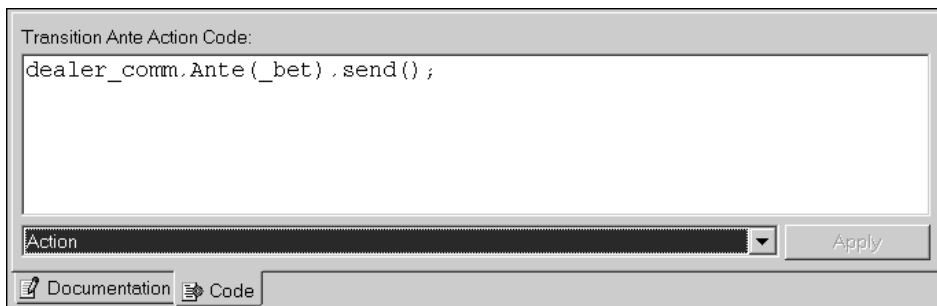 Transition Ante Action Code:
dealer_comm.Ante(_bet).send();
Action
Apply
Documentation
Code